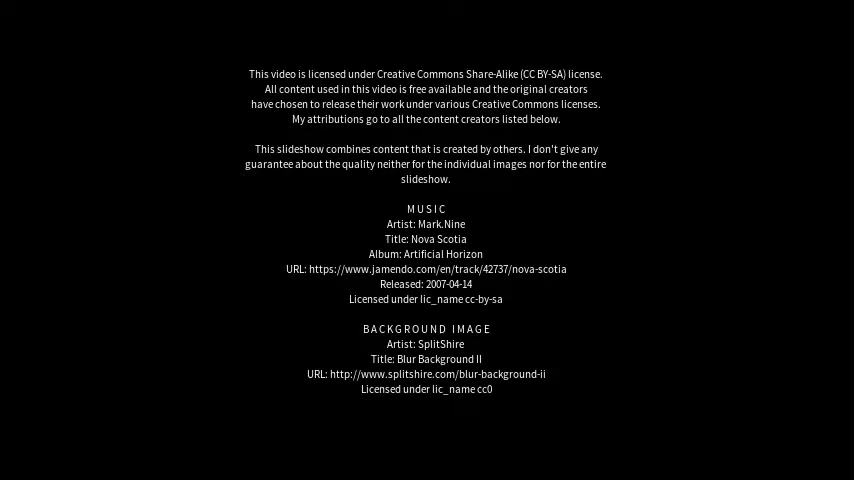 This video is licensed under Creative Commons Share-Alike (CC BY-SA) license.
All content used in this video is free available and the original creators
have chosen to release their work under various Creative Commons licenses.
My attributions go to all the content creators listed below.
This slideshow combines content that is created by others. I don't give any
guarantee about the quality neither for the individual images nor for the entire
slideshow.
MUSIC
Artist: Mark.Nine
Title: Nova Scotia
Album: Artificial Horizon
URL: https://www.jamendo.com/en/track/42737/nova-scotia
Released: 2007-04-14
Licensed under lic_name cc-by-sa
BACKGROUND IMAGE
Artist: SplitShire
Title: Blur Background II
URL: http://www.splitshire.com/blur-background-ii
Licensed under lic_name cc0